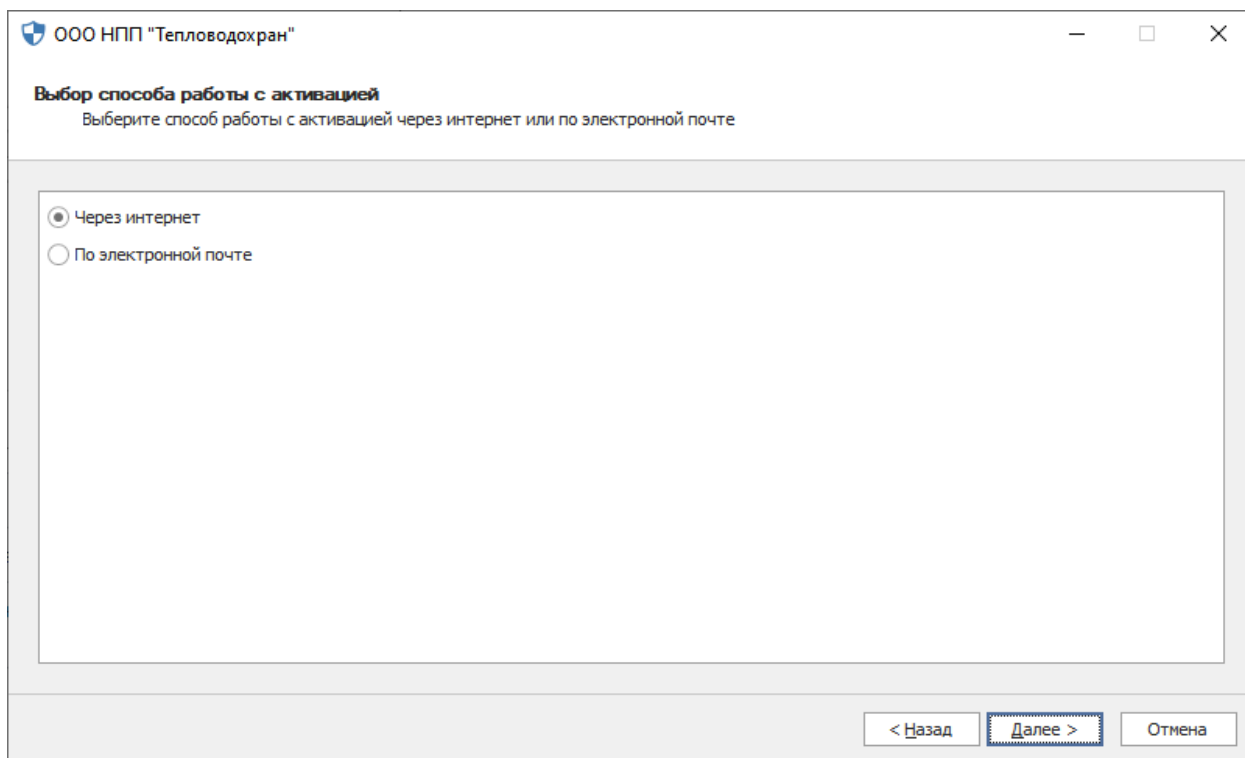 ООО НПП "Тепловодохран"
Выбор способа работы с активацией
Выберите способ работы с активацией через интернет или по электронной почте
Через интернет
По электронной почте
< Назад
Далее >
Отмена